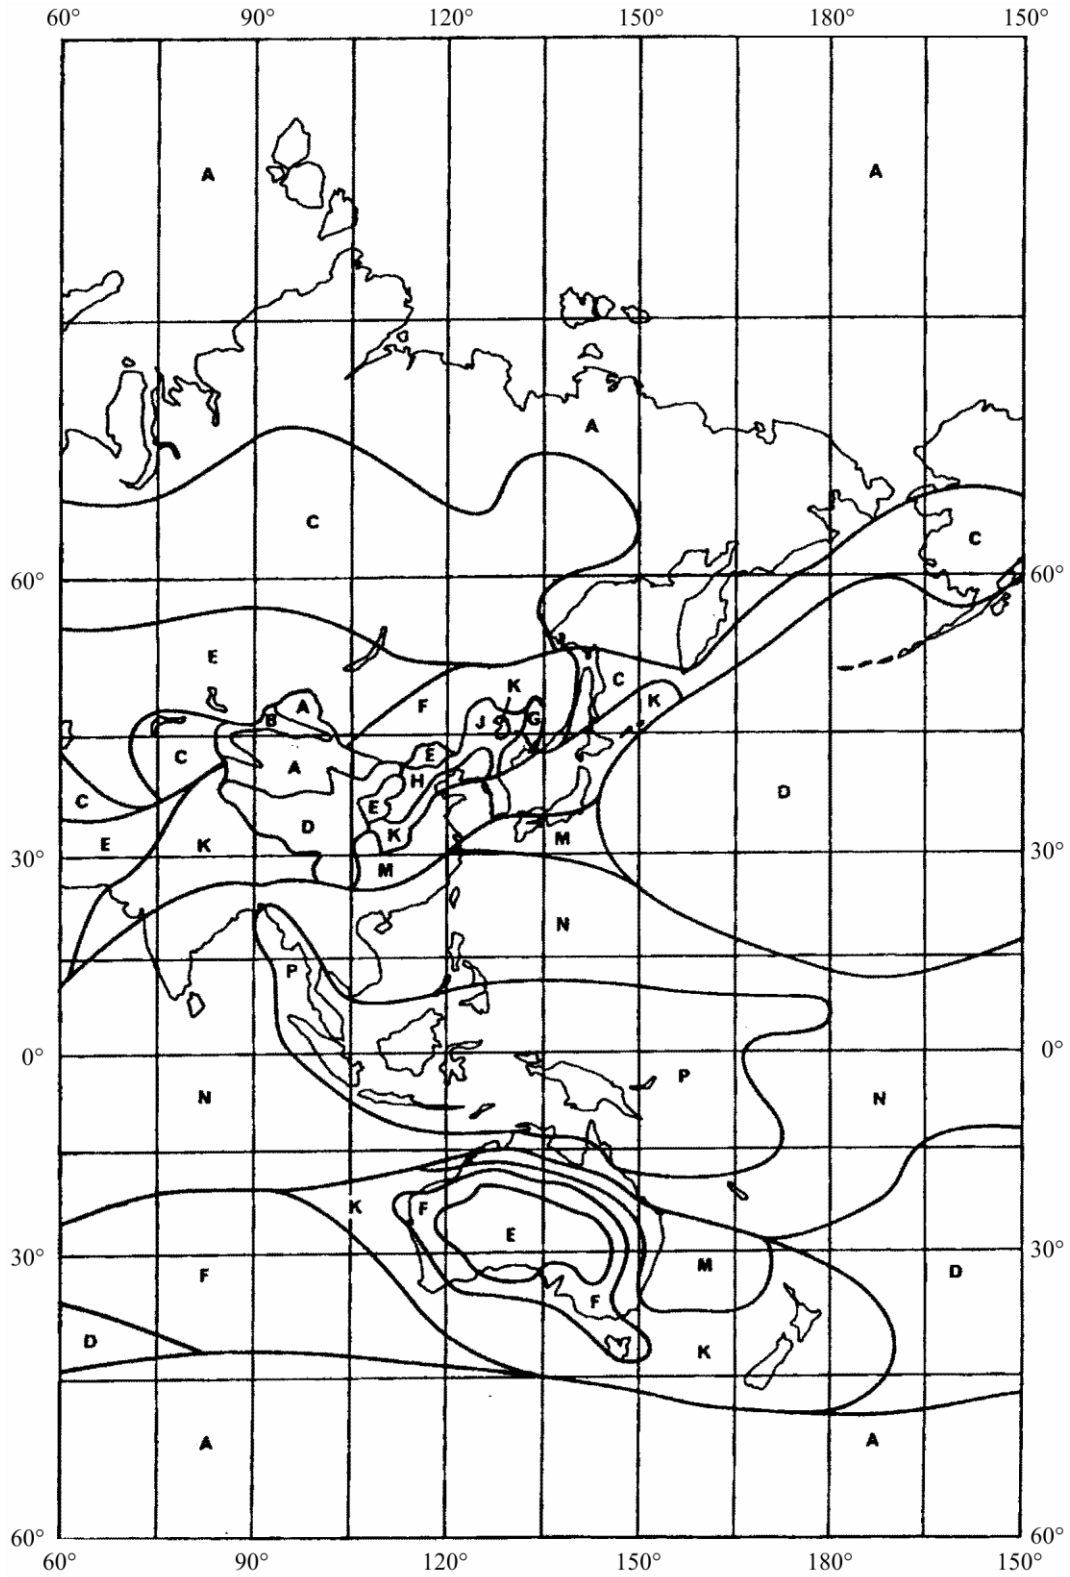 60° 90° 120° 150° 180° 150°
A A
A
C C
60° 60°
E C
K K
A F
B J G
C E
A H
C E D
D K
E K M
30° M 30°
N
P
0° 0°
P
N N
K F
E
30° M 30°
F D
F
D K
A A
60° 60°
60° 90° 120° 150° 180° 150°